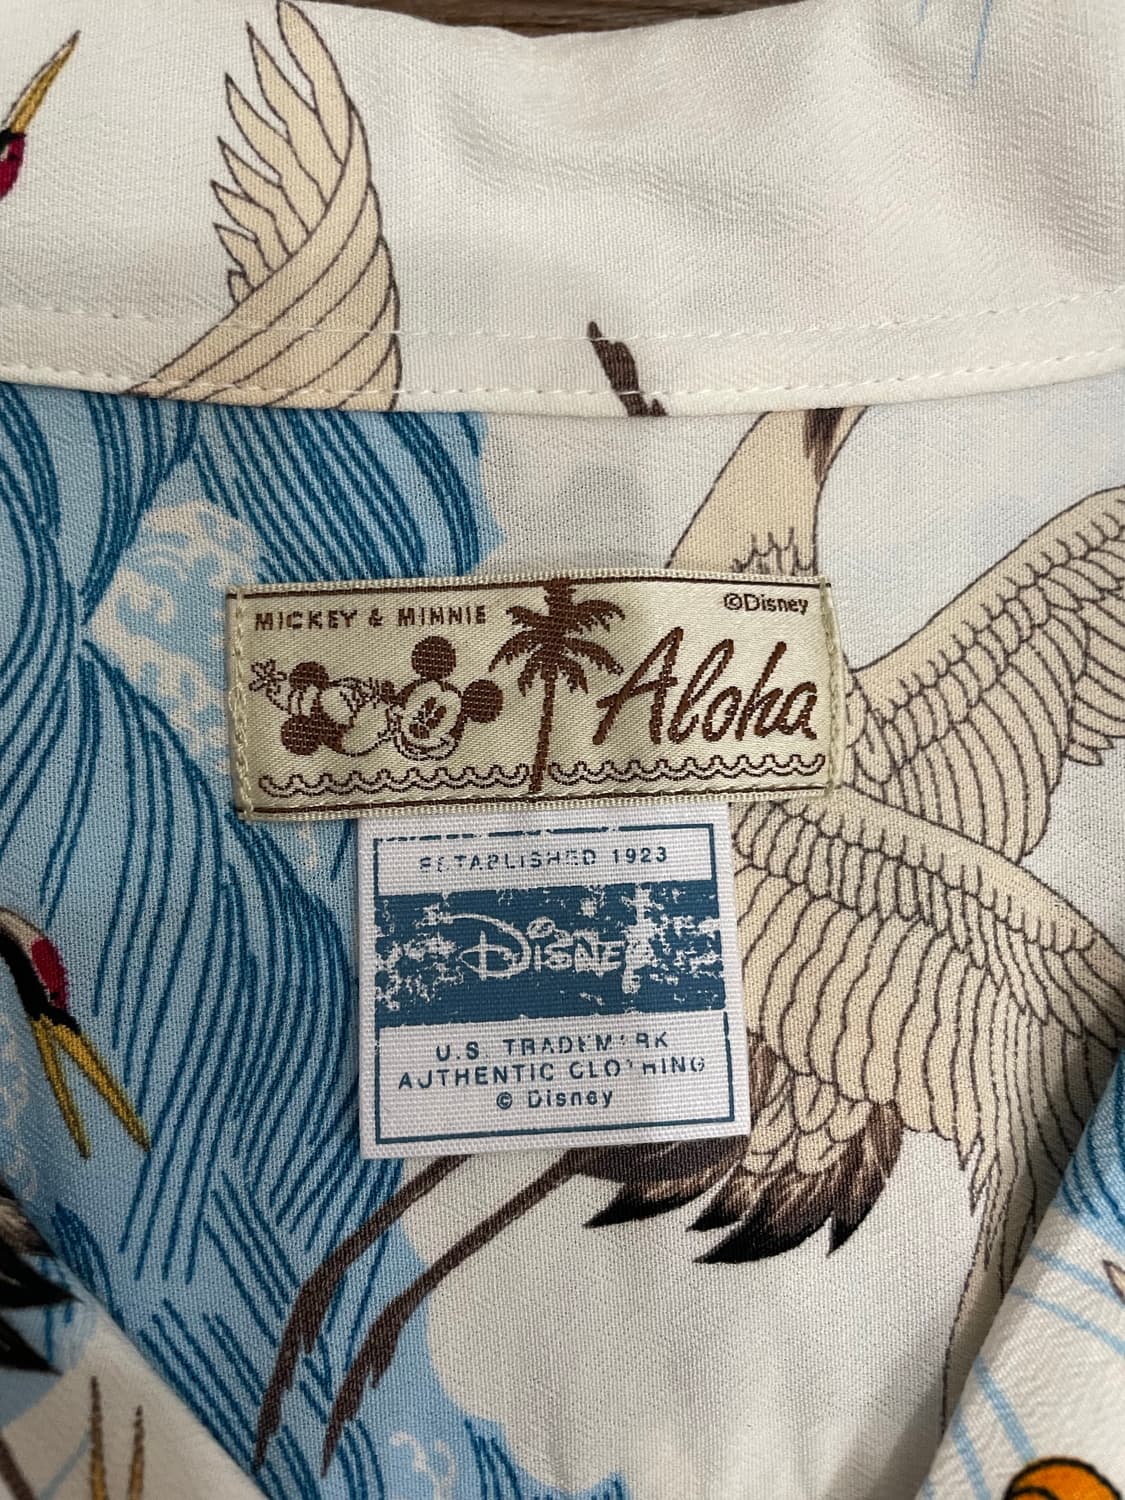 MICKEY & MINNIE
©Disney
Aloha
ESTABLISHED 1923
Disney
U.S. TRADEMARK
AUTHENTIC CLOTHING
© Disney